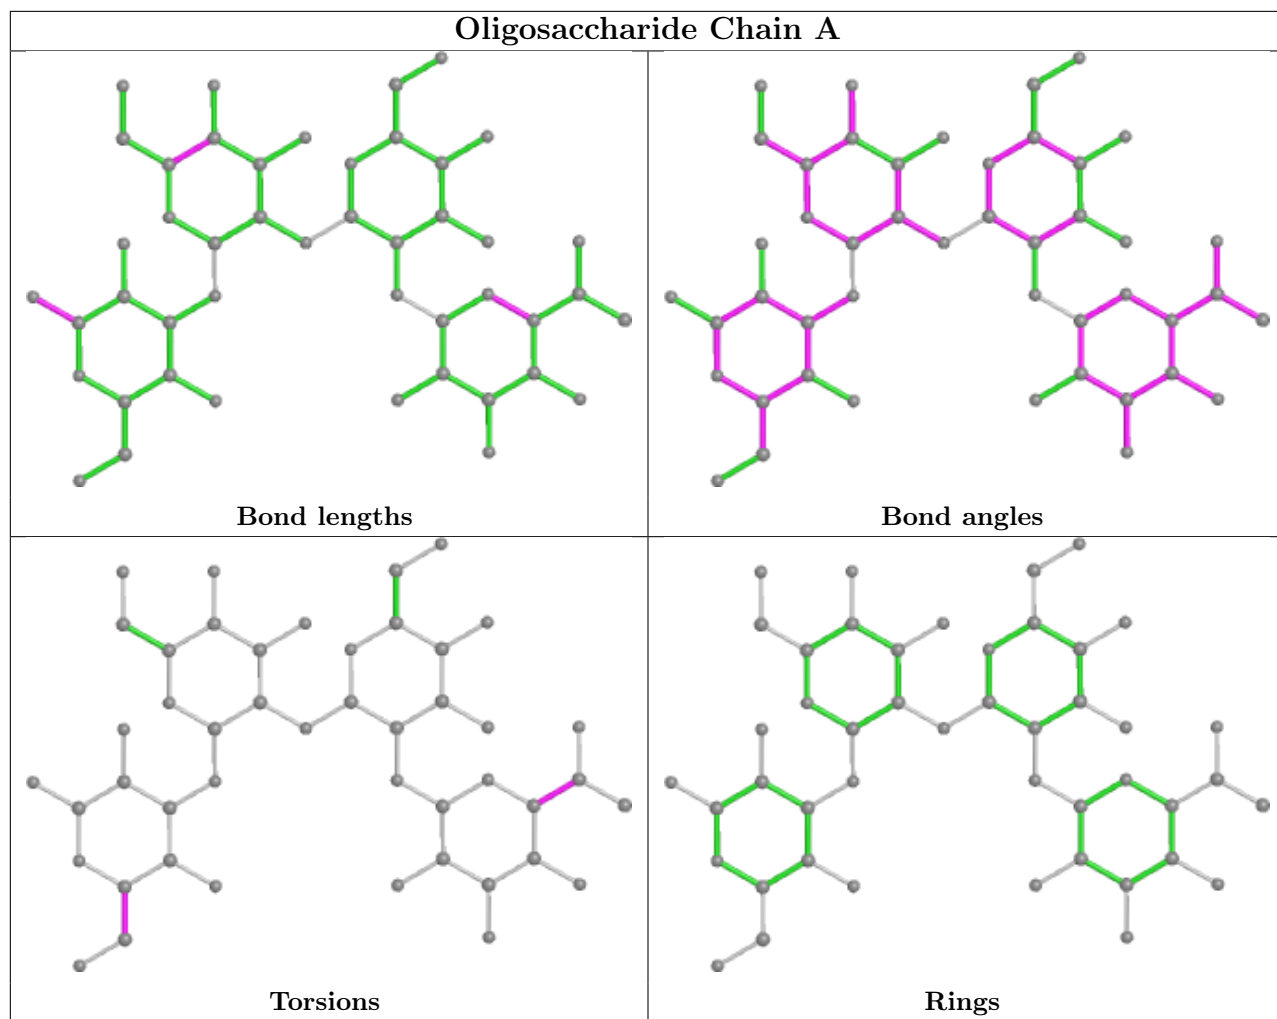 Oligosaccharide Chain A
Bond lengths
Bond angles
Torsions
Rings